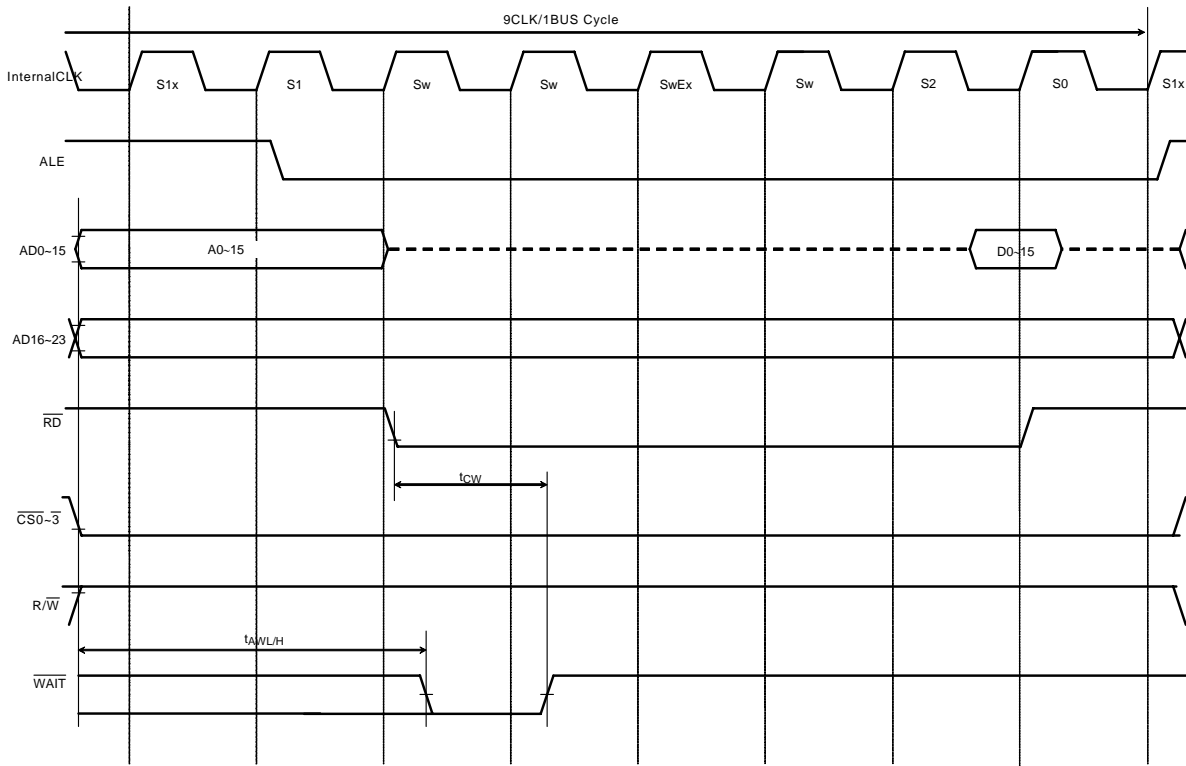 9CLK/1BUS Cycle
InternalCLK
S1x S1 Sw Sw SwEx Sw S2 S0 S1x
ALE
AD0~15
A0~15 D0~15
AD16~23
RD
tCW
CS0~3
R/W
tAWL/H
WAIT